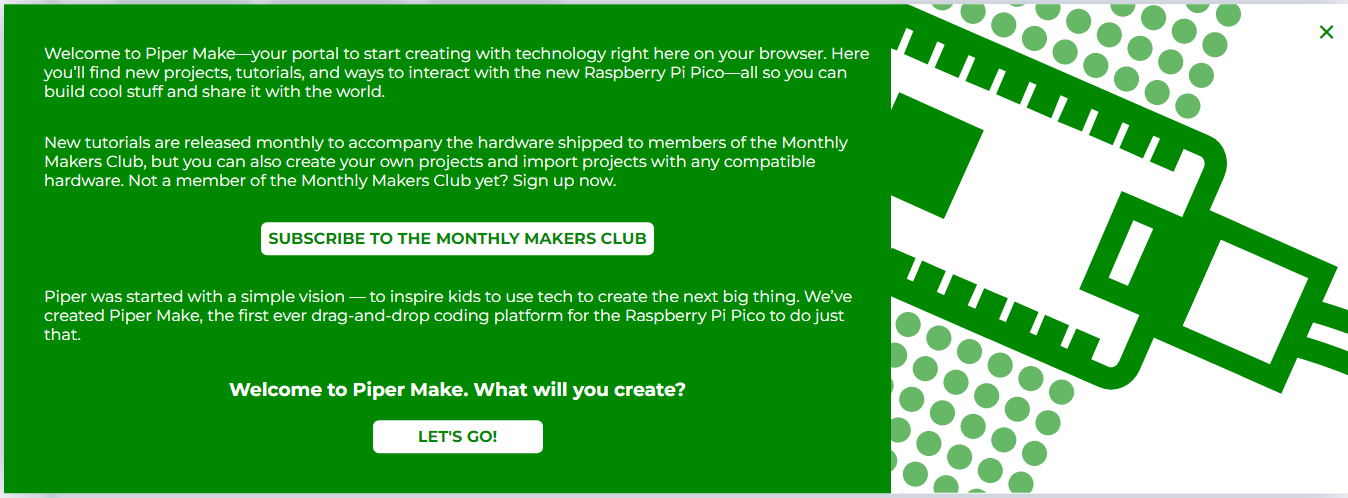 Welcome to Piper Make—your portal to start creating with technology right here on your browser. Here
you’ll find new projects, tutorials, and ways to interact with the new Raspberry Pi Pico—all so you can
build cool stuff and share it with the world.
New tutorials are released monthly to accompany the hardware shipped to members of the Monthly
Makers Club, but you can also create your own projects and import projects with any compatible
hardware. Not a member of the Monthly Makers Club yet? Sign up now.
SUBSCRIBE TO THE MONTHLY MAKERS CLUB
Piper was started with a simple vision — to inspire kids to use tech to create the next big thing. We’ve
created Piper Make, the first ever drag-and-drop coding platform for the Raspberry Pi Pico to do just
that.
Welcome to Piper Make. What will you create?
LET'S GO!